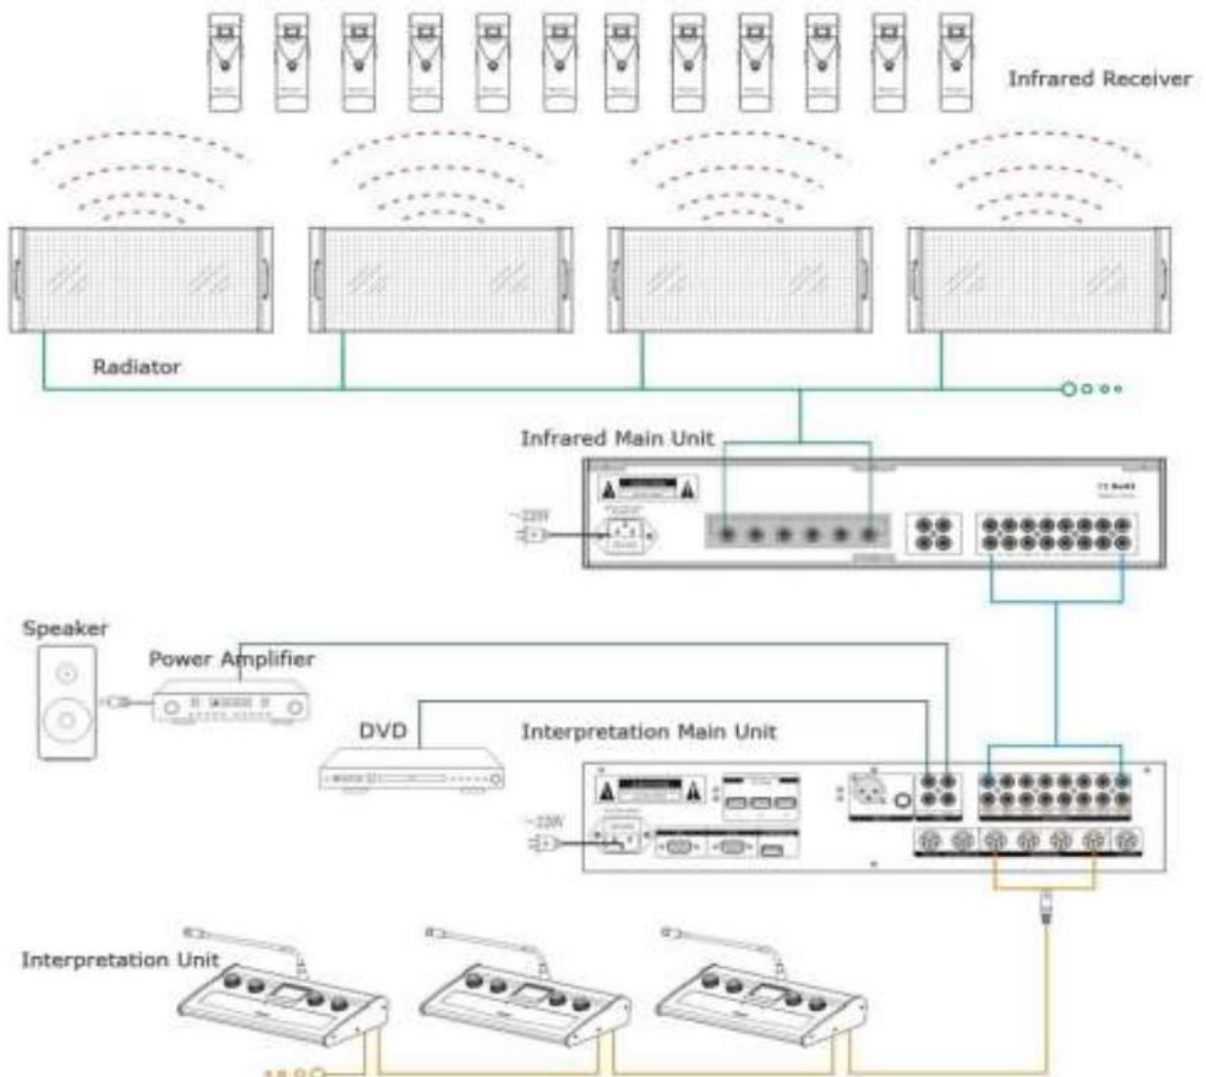 Infrared Receiver
Radiator
Infrared Main Unit
~220V
Speaker
Power Amplifier
DVD
Interpretation Main Unit
~220V
Interpretation Unit